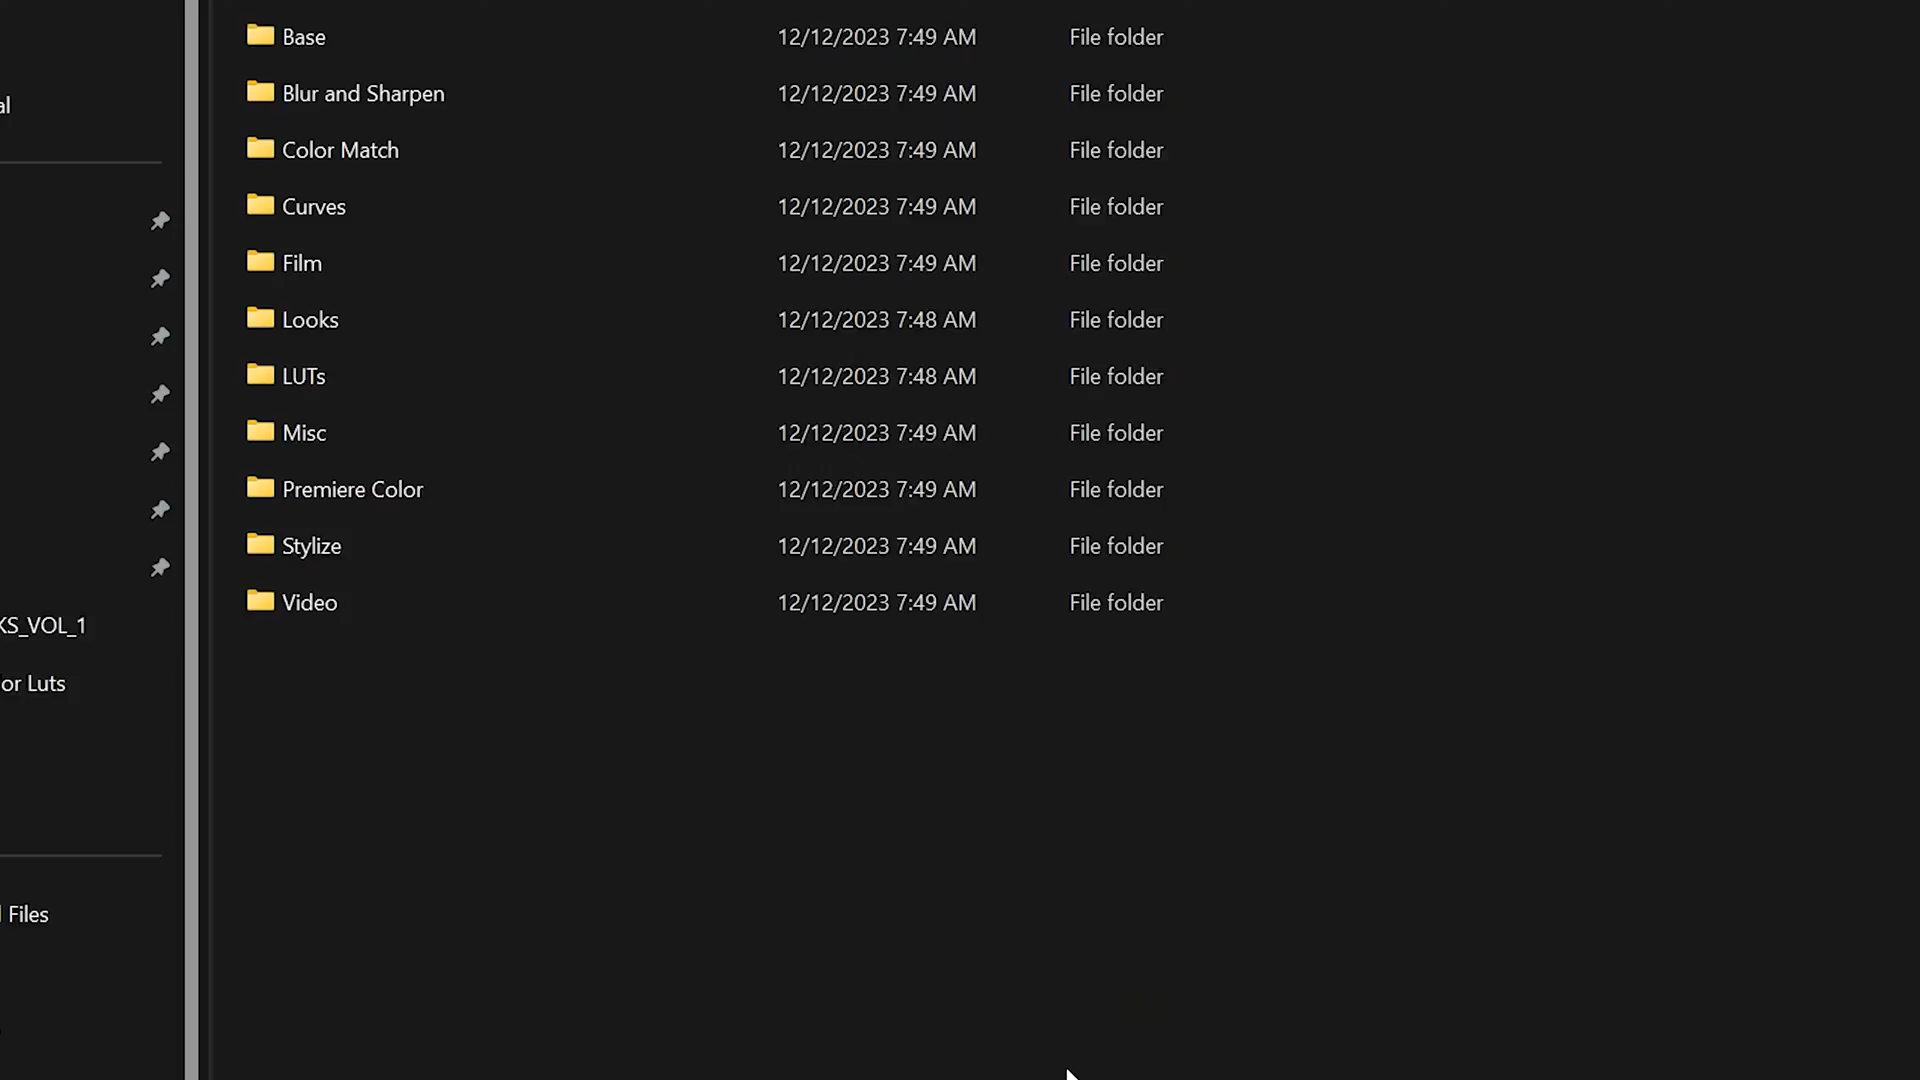 Base 12/12/2023 7:49 AM File folder
Blur and Sharpen 12/12/2023 7:49 AM File folder
al
Color Match 12/12/2023 7:49 AM File folder
Curves 12/12/2023 7:49 AM File folder
Film 12/12/2023 7:49 AM File folder
Looks 12/12/2023 7:48 AM File folder
LUTs 12/12/2023 7:48 AM File folder
Misc 12/12/2023 7:49 AM File folder
Premiere Color 12/12/2023 7:49 AM File folder
Stylize 12/12/2023 7:49 AM File folder
Video 12/12/2023 7:49 AM File folder
KS_VOL_1
or Luts
Files